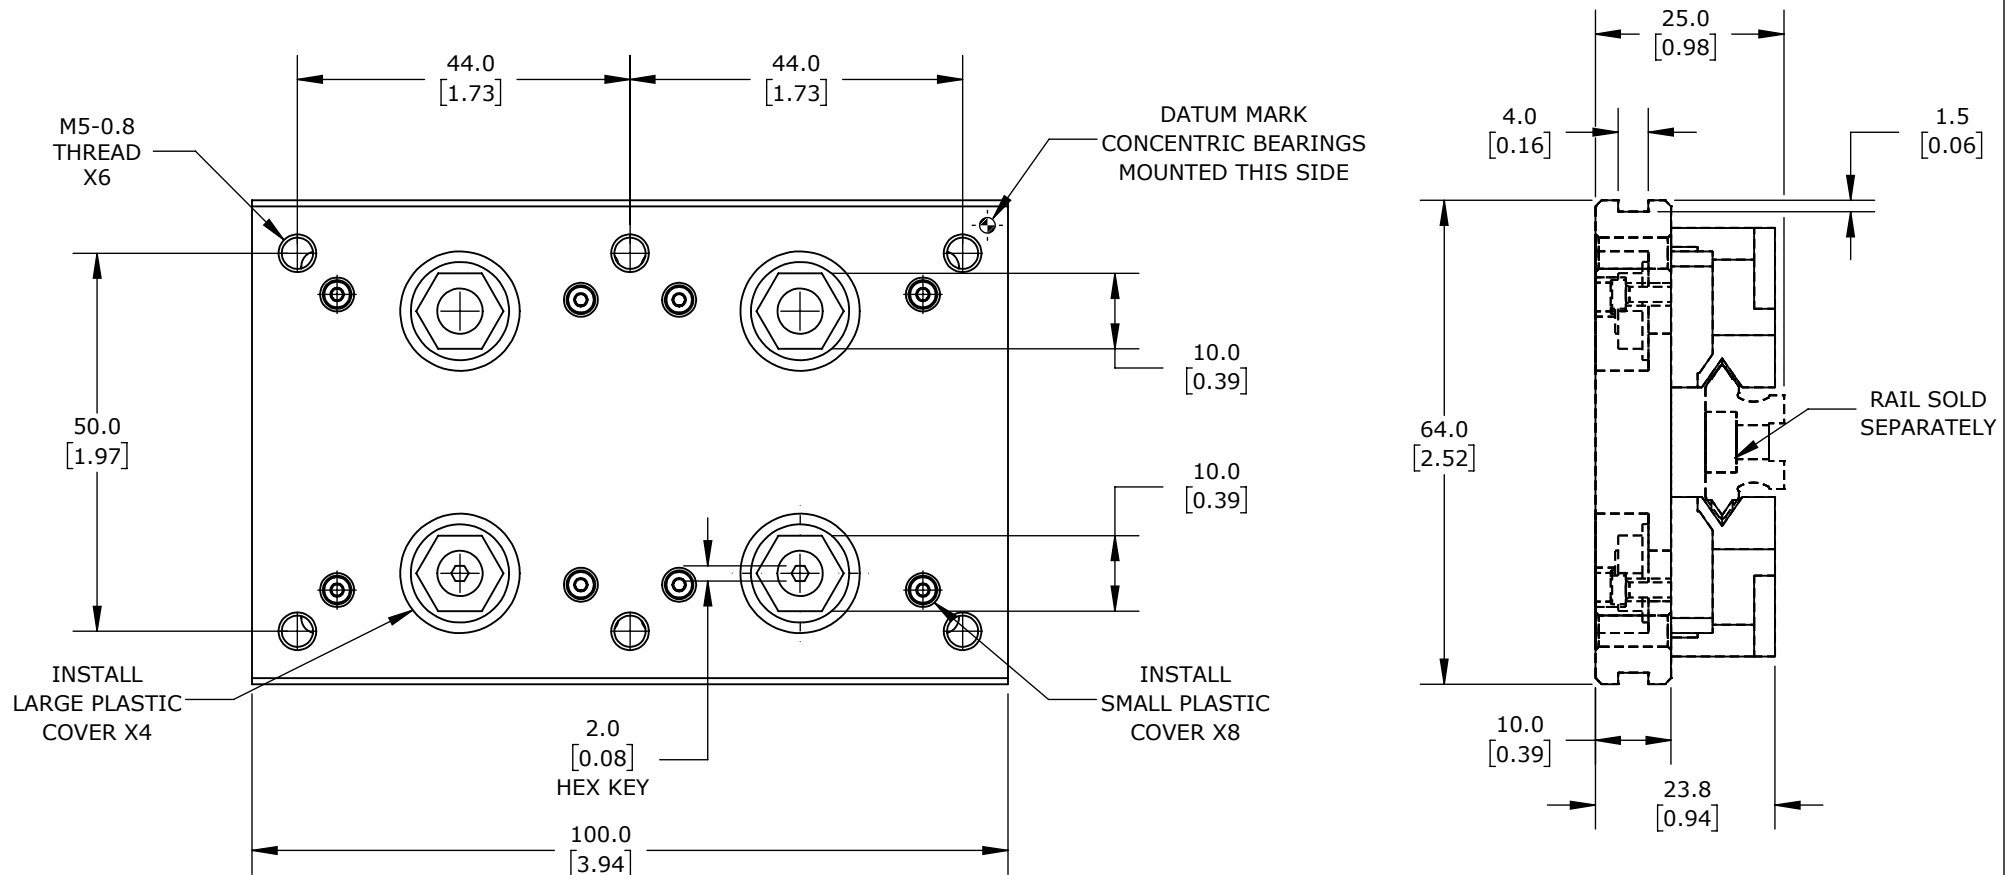 44.0
[1.73]
44.0
[1.73]
M5-0.8
THREAD
X6
DATUM MARK
CONCENTRIC BEARINGS
MOUNTED THIS SIDE
10.0
[0.39]
50.0
[1.97]
10.0
[0.39]
INSTALL
LARGE PLASTIC
COVER X4
2.0
[0.08]
HEX KEY
INSTALL
SMALL PLASTIC
COVER X8
100.0
[3.94]
25.0
[0.98]
4.0
[0.16]
1.5
[0.06]
64.0
[2.52]
RAIL SOLD
SEPARATELY
10.0
[0.39]
23.8
[0.94]